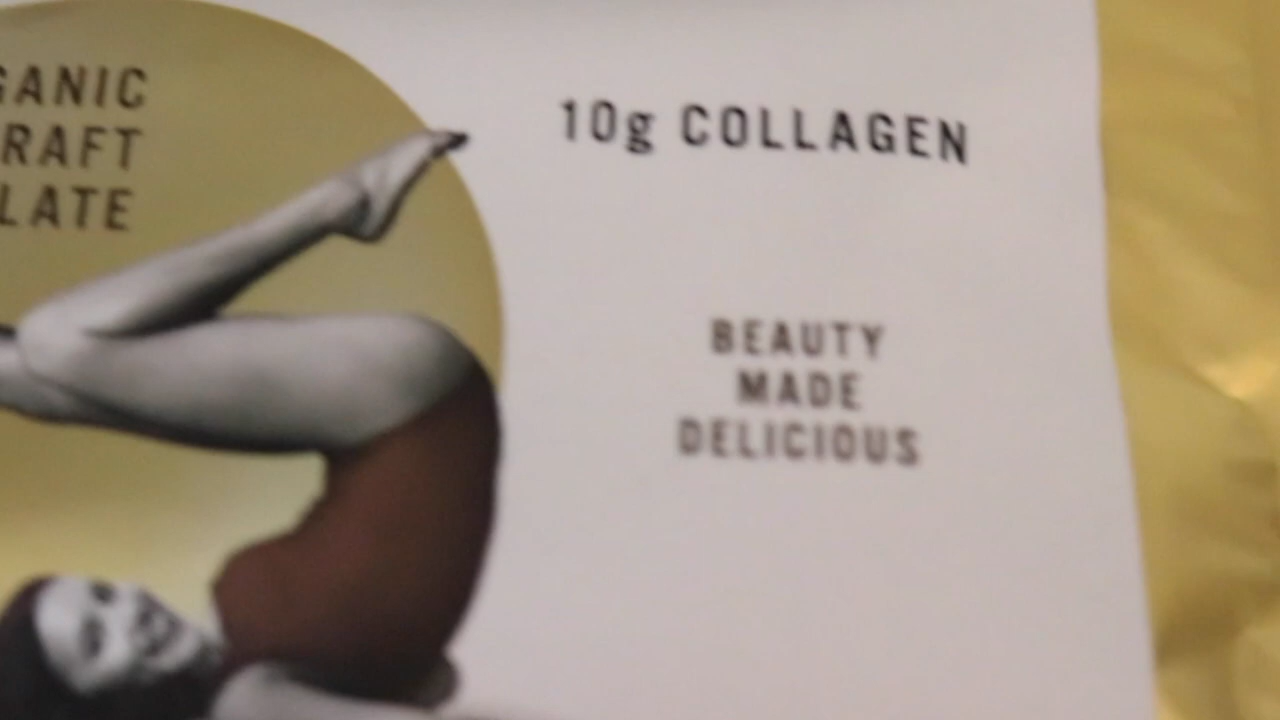 GANIC
RAFT
LATE
10g COLLAGEN
BEAUTY
MADE
DELICIOUS